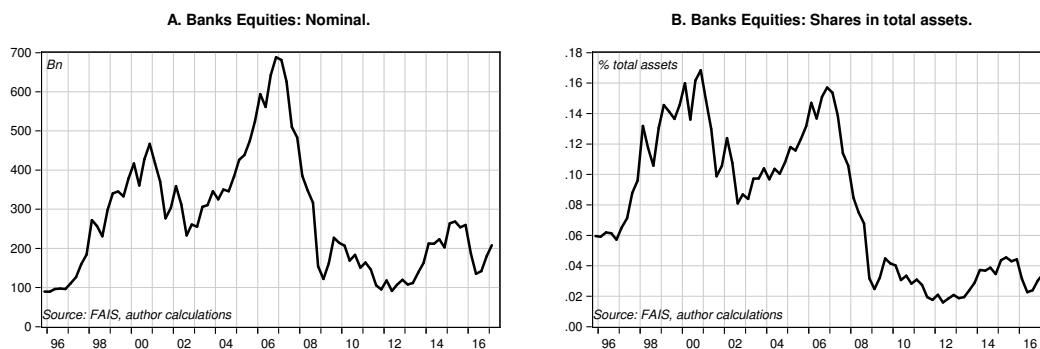 A. Banks Equities: Nominal.
700
600
500
400
300
200
100
0
Bn
Source: FAIS, author calculations
96 98 00 02 04 06 08 10 12 14 16
B. Banks Equities: Shares in total assets.
.18
.16
.14
.12
.10
.08
.06
.04
.02
.00
% total assets
Source: FAIS, author calculations
96 98 00 02 04 06 08 10 12 14 16